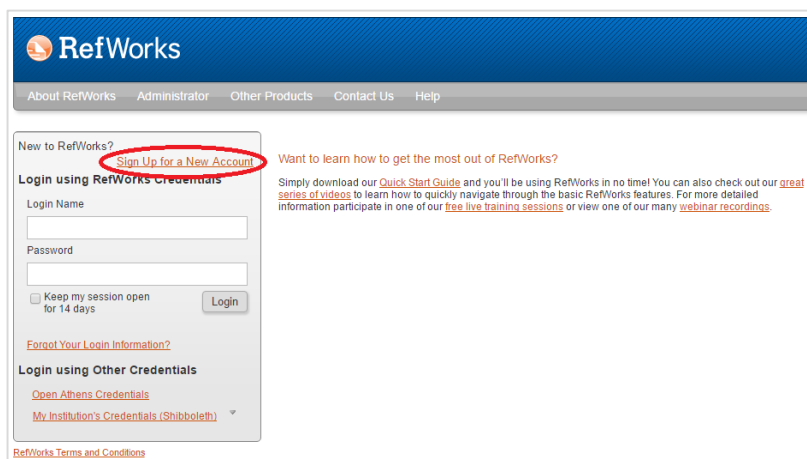 RefWorks
About RefWorks Administrator Other Products Contact Us Help
New to RefWorks?
Sign Up for a New Account
Login using RefWorks Credentials
Login Name
Password
Keep my session open
for 14 days
Login
Forgot Your Login Information?
Login using Other Credentials
Open Athens Credentials
My Institution's Credentials (Shibboleth)
RefWorks Terms and Conditions
Want to learn how to get the most out of RefWorks?
Simply download our Quick Start Guide and you'll be using RefWorks in no time! You can also check out our great
series of videos to learn how to quickly navigate through the basic RefWorks features. For more detailed
information participate in one of our free live training sessions or view one of our many webinar recordings.